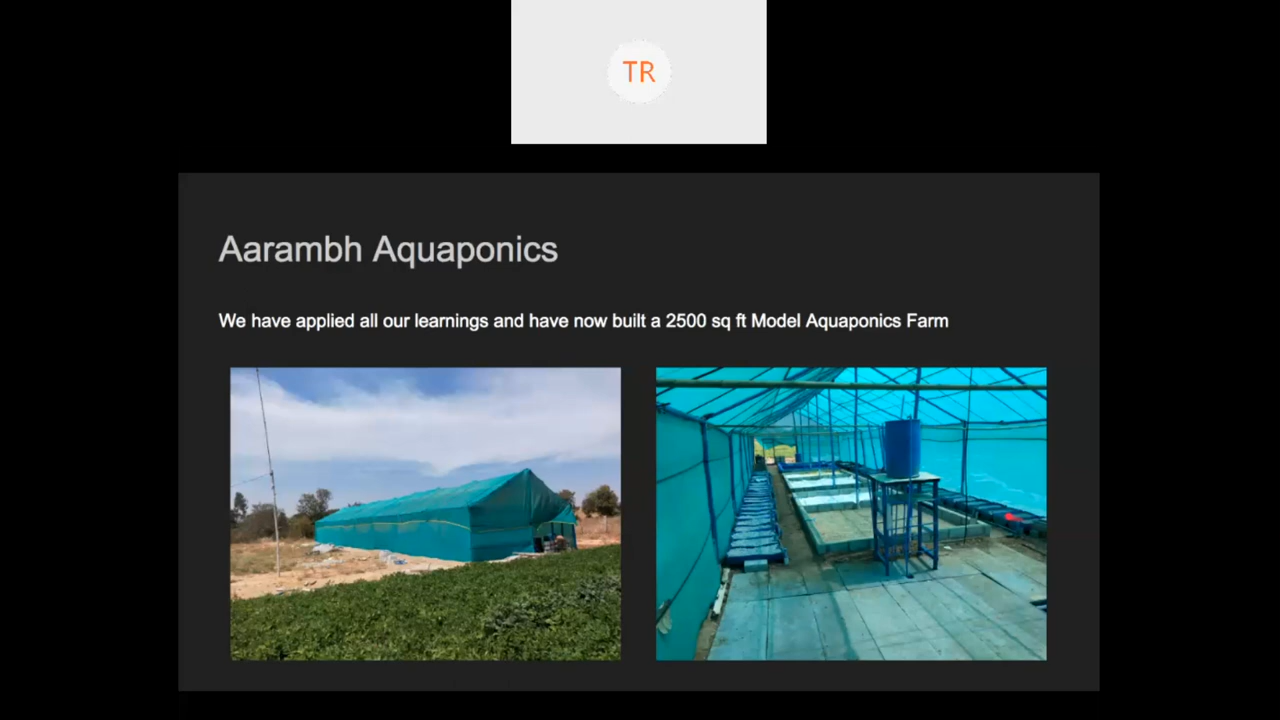 TR
Aarambh Aquaponics
We have applied all our learnings and have now built a 2500 sq ft Model Aquaponics Farm